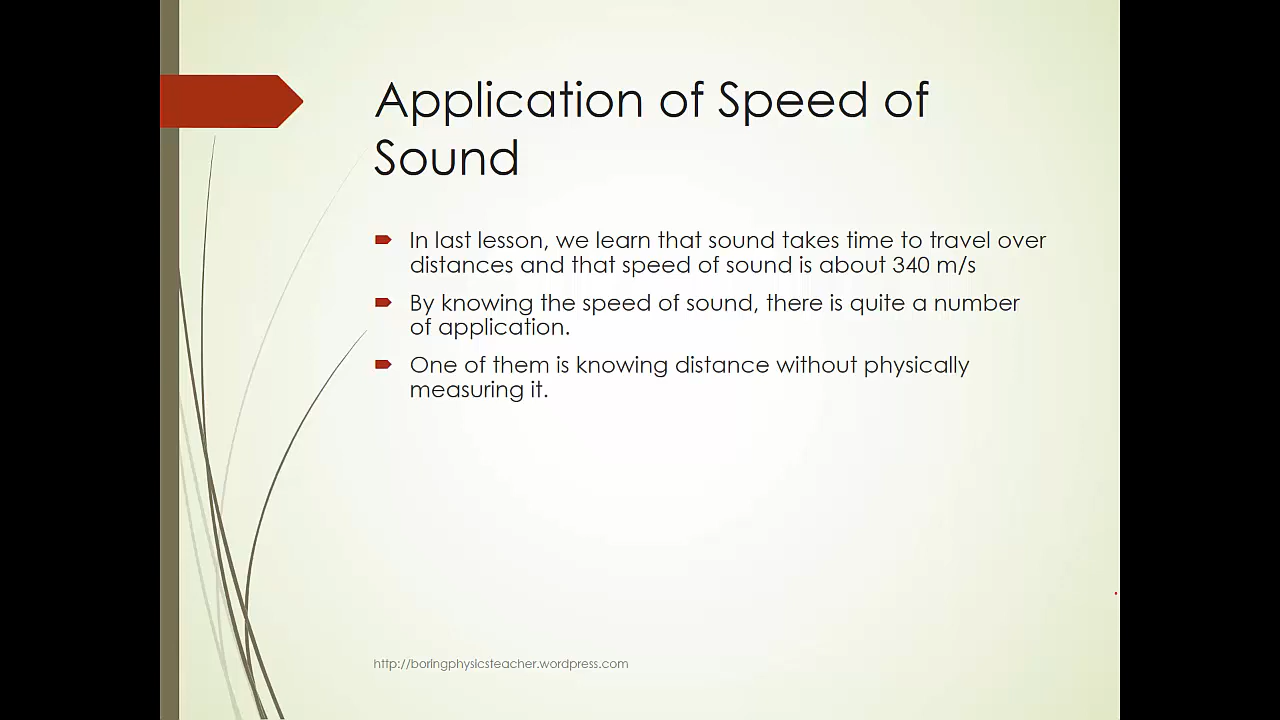 Application of Speed of
Sound
In last lesson, we learn that sound takes time to travel over
distances and that speed of sound is about 340 m/s
By knowing the speed of sound, there is quite a number
of application.
One of them is knowing distance without physically
measuring it.
http://boringphysicsteacher.wordpress.com